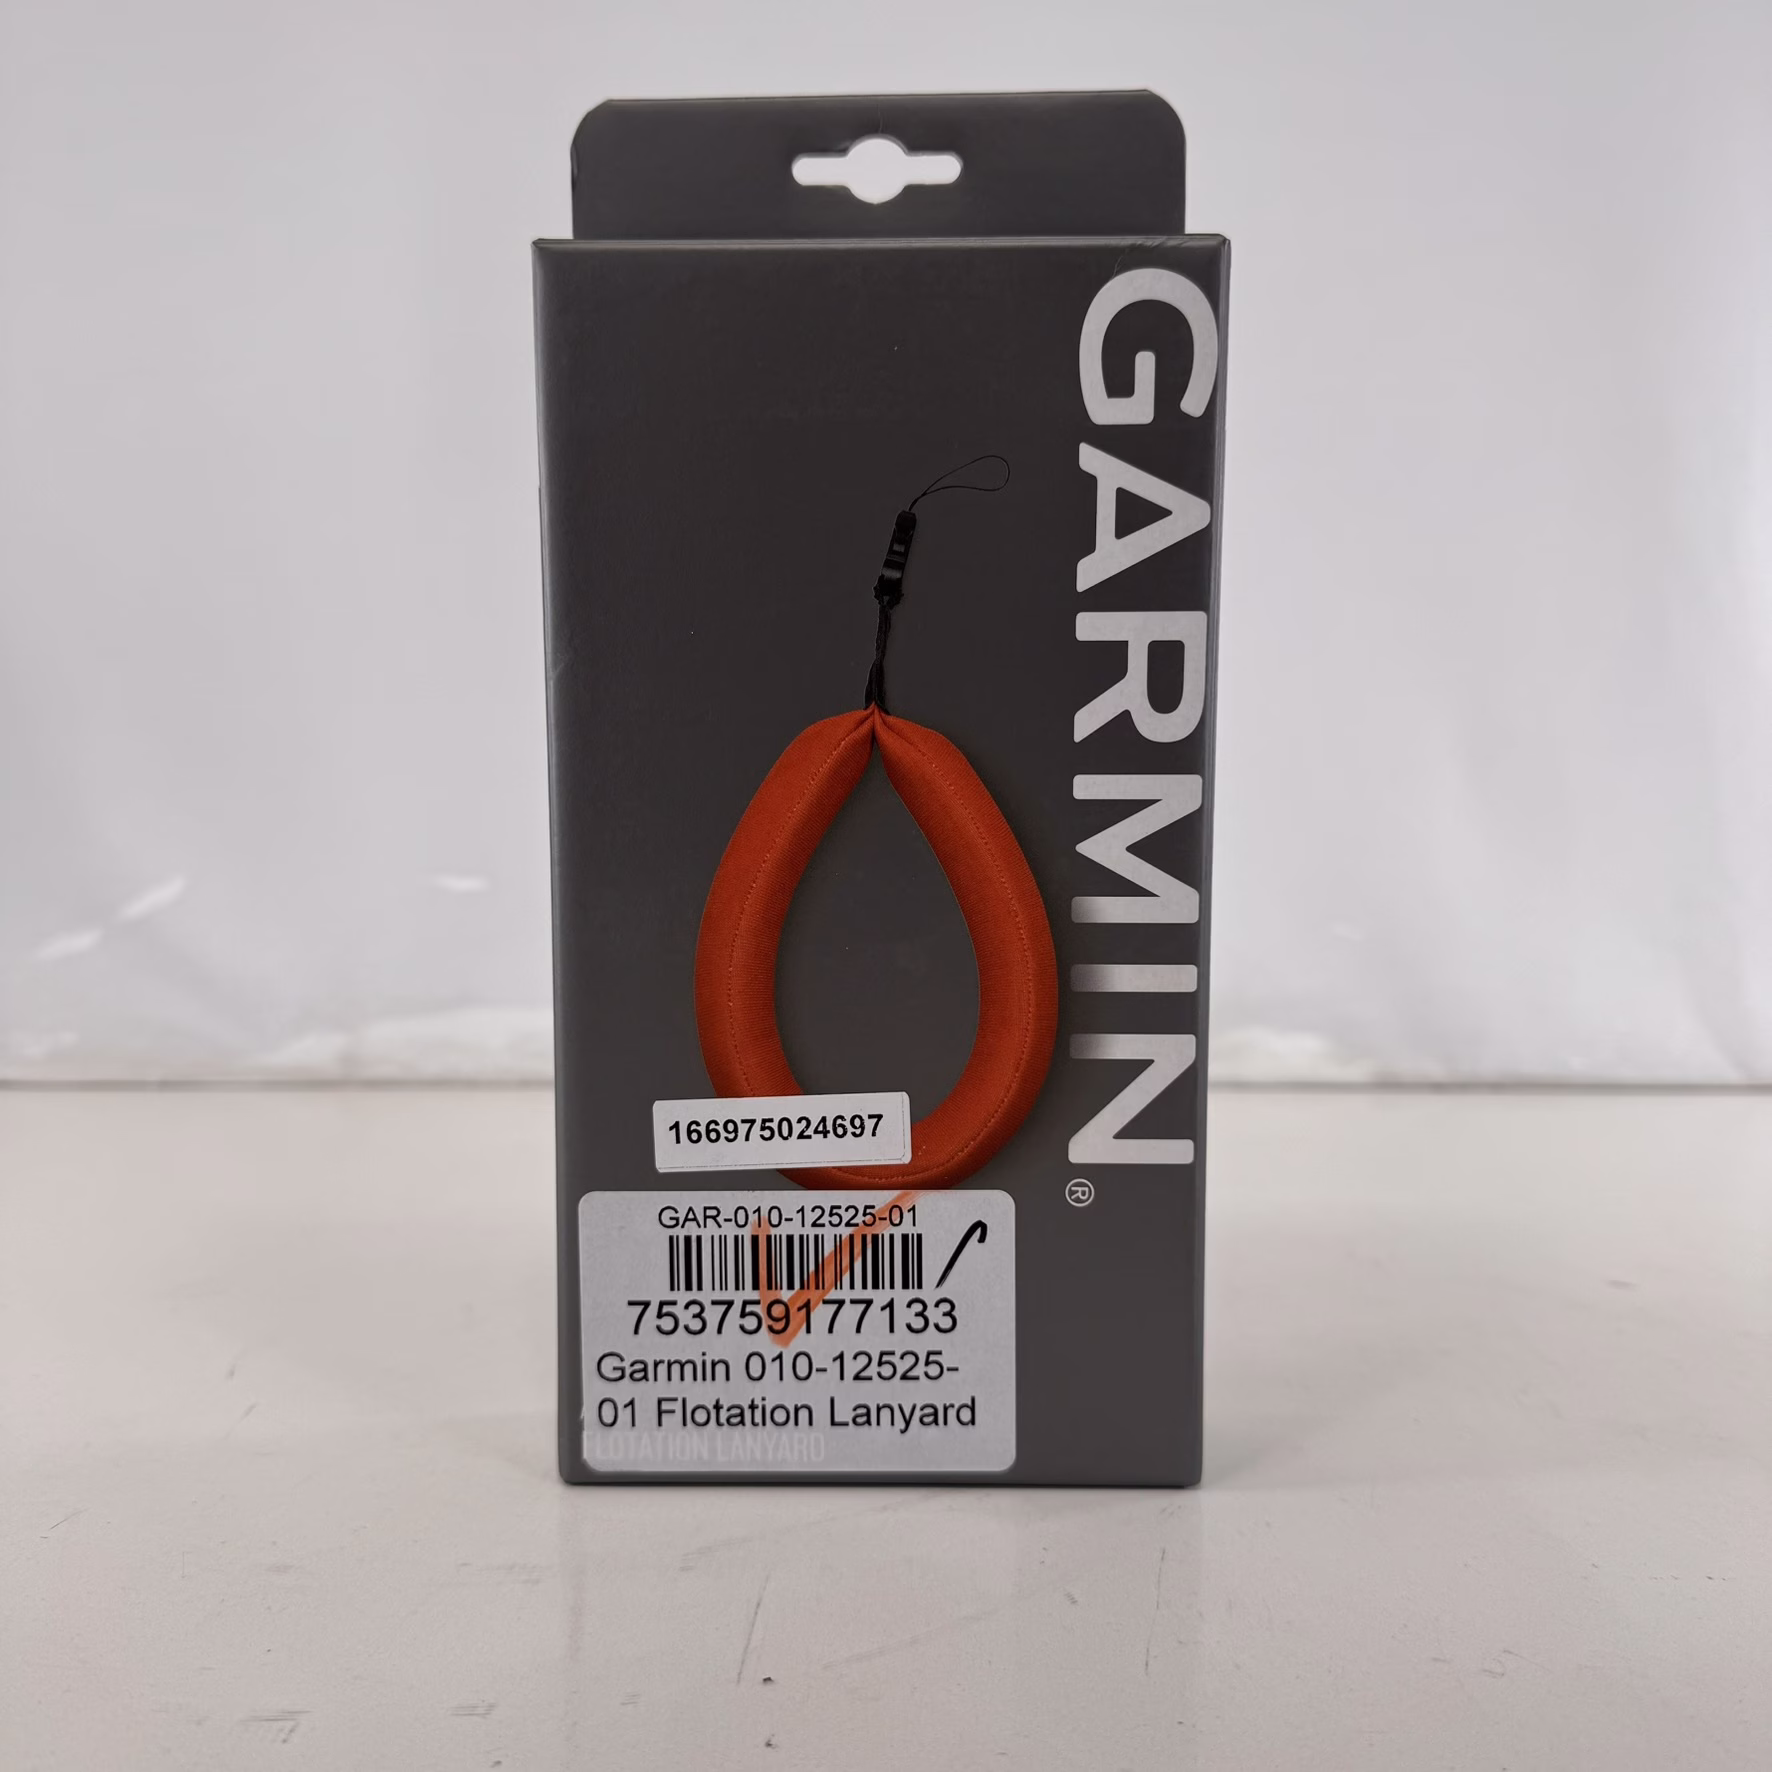 GARMIN®
166975024697
GAR-010-12525-01
753759177133
Garmin 010-12525-
01 Flotation Lanyard
FLOTATION LANYARD